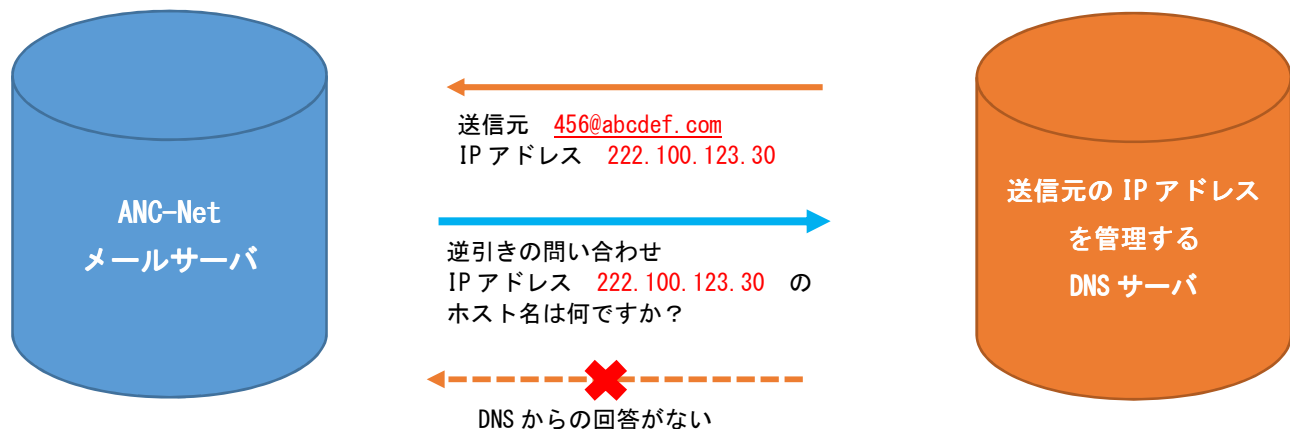 ANC-Net
メールサーバ
送信元 456@abcdef.com
IP アドレス 222.100.123.30
逆引きの問い合わせ
IP アドレス 222.100.123.30 の
ホスト名は何ですか？
DNS からの回答がない
送信元の IP アドレス
を管理する
DNS サーバ